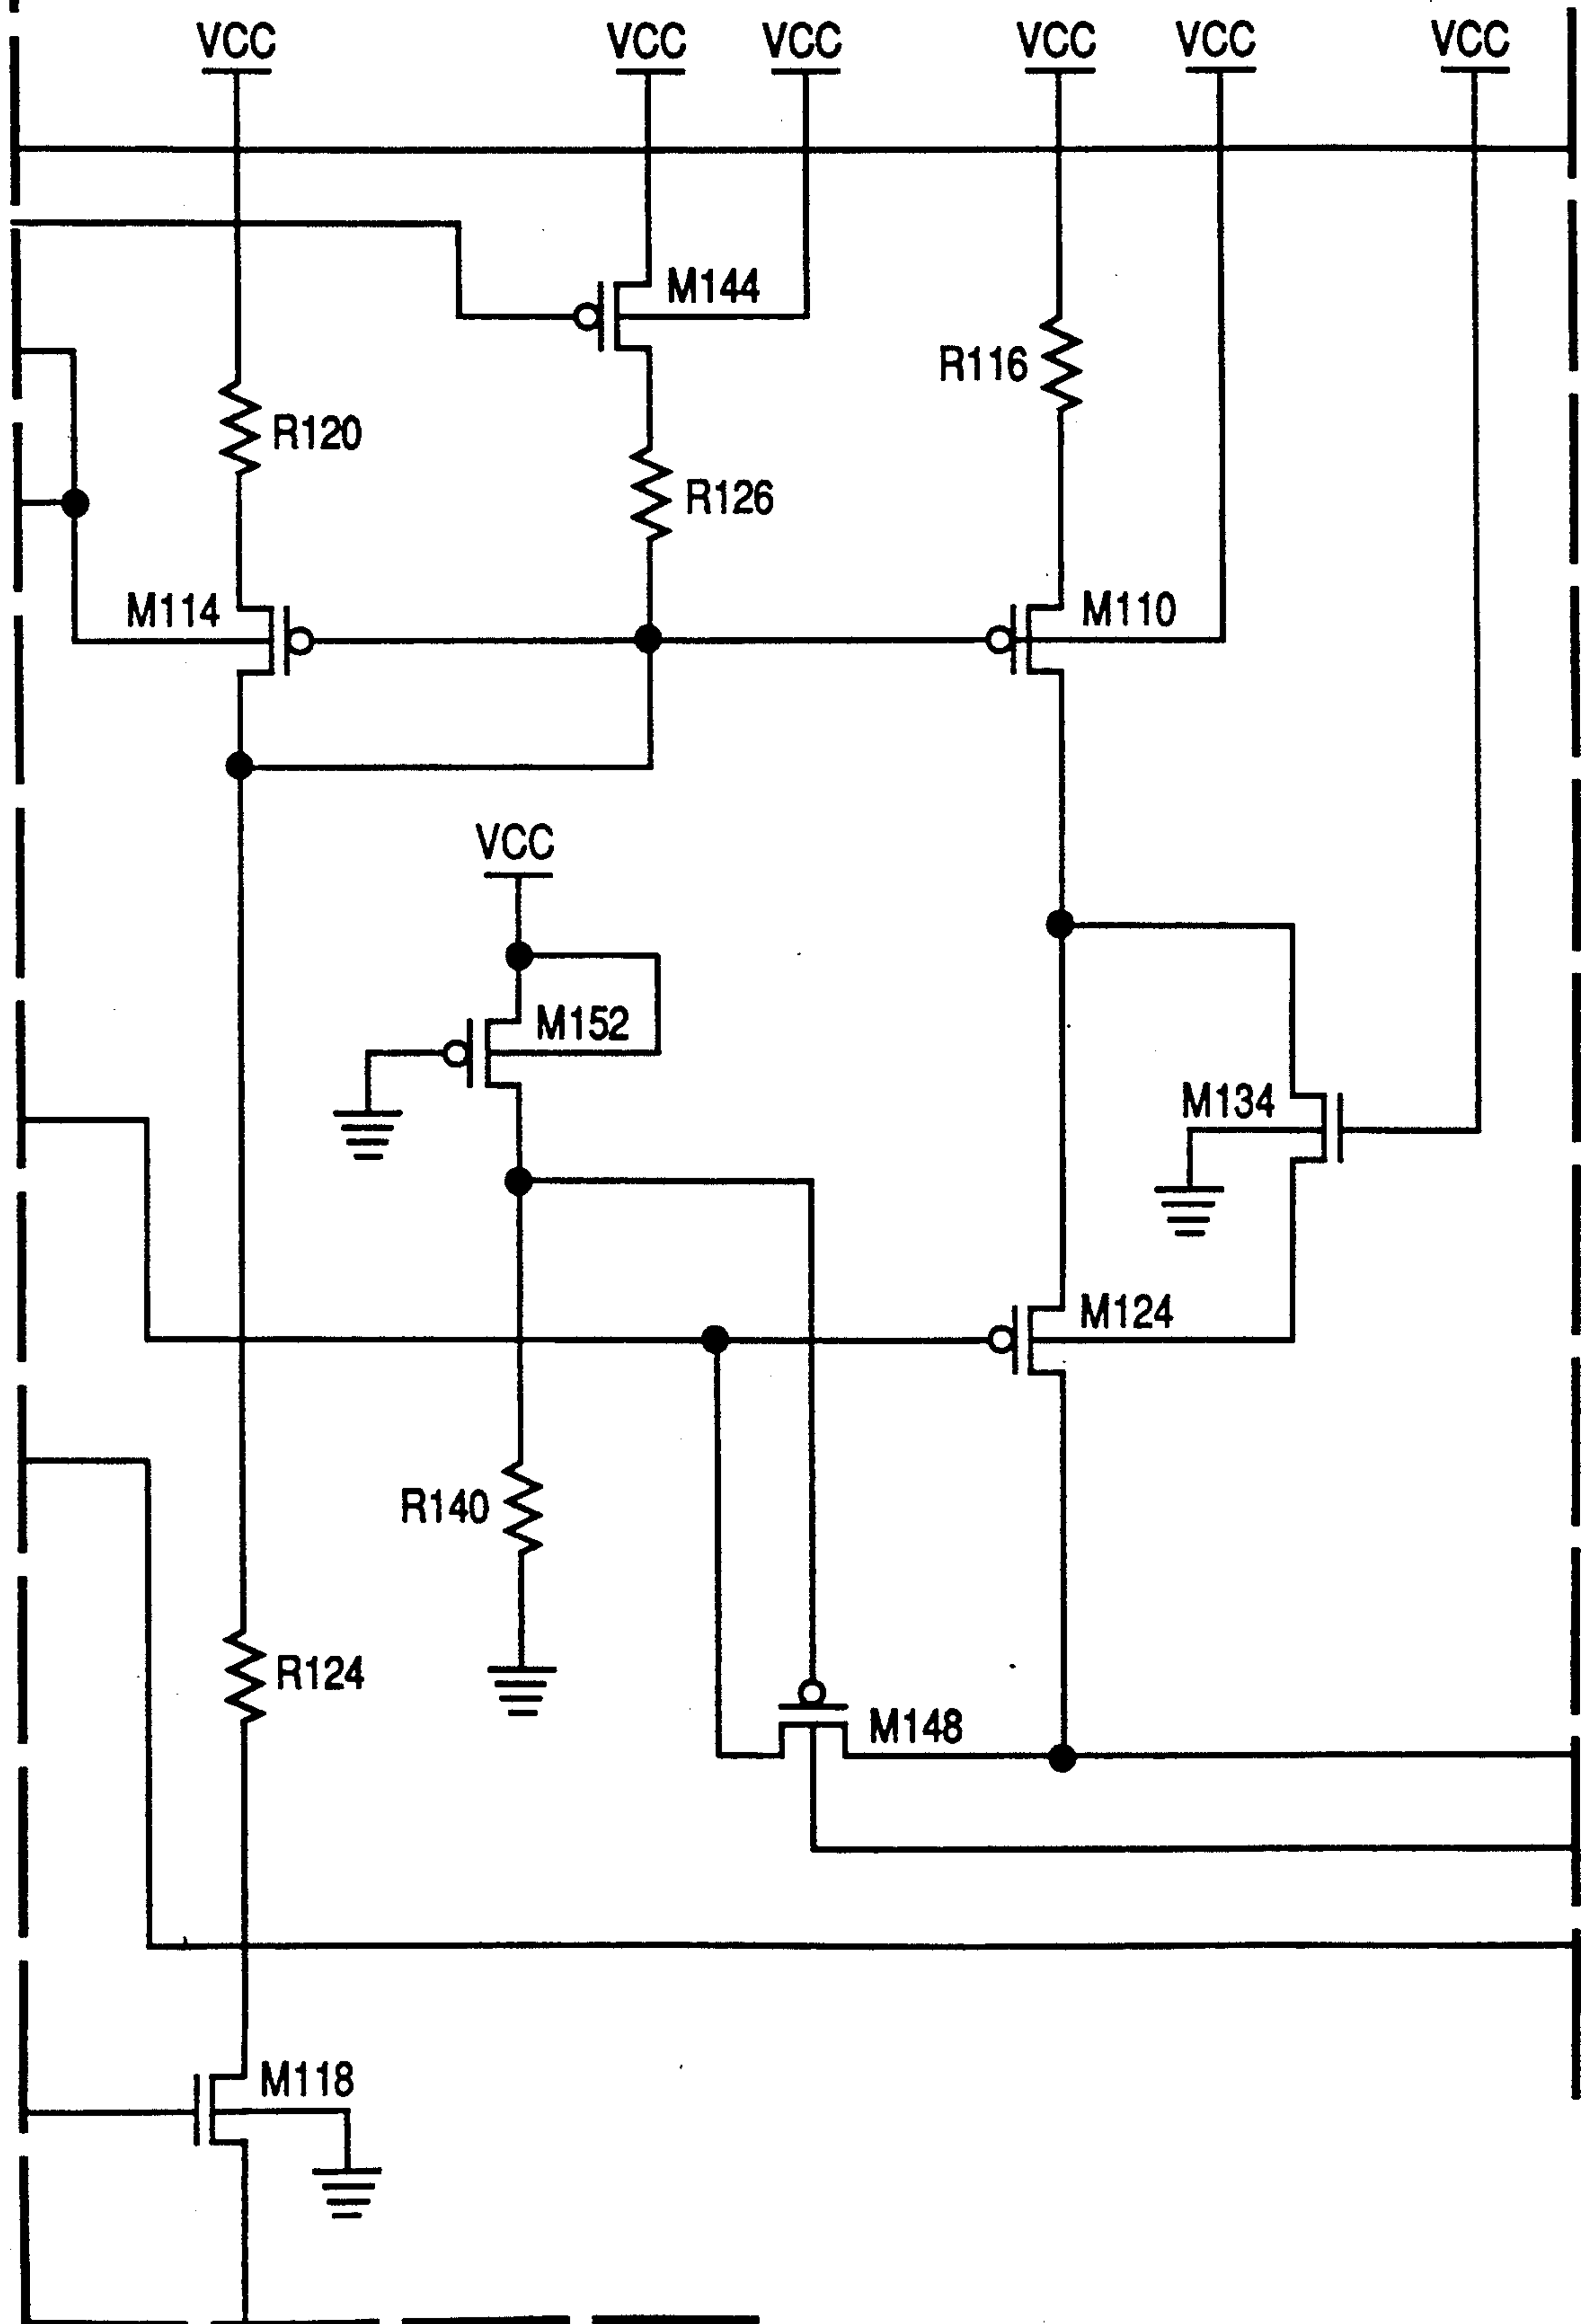 VCC VCC VCC VCC VCC VCC
M144
R116
R120
R126
M114
M110
VCC
M152
M134
M124
R140
R124
M148
M118